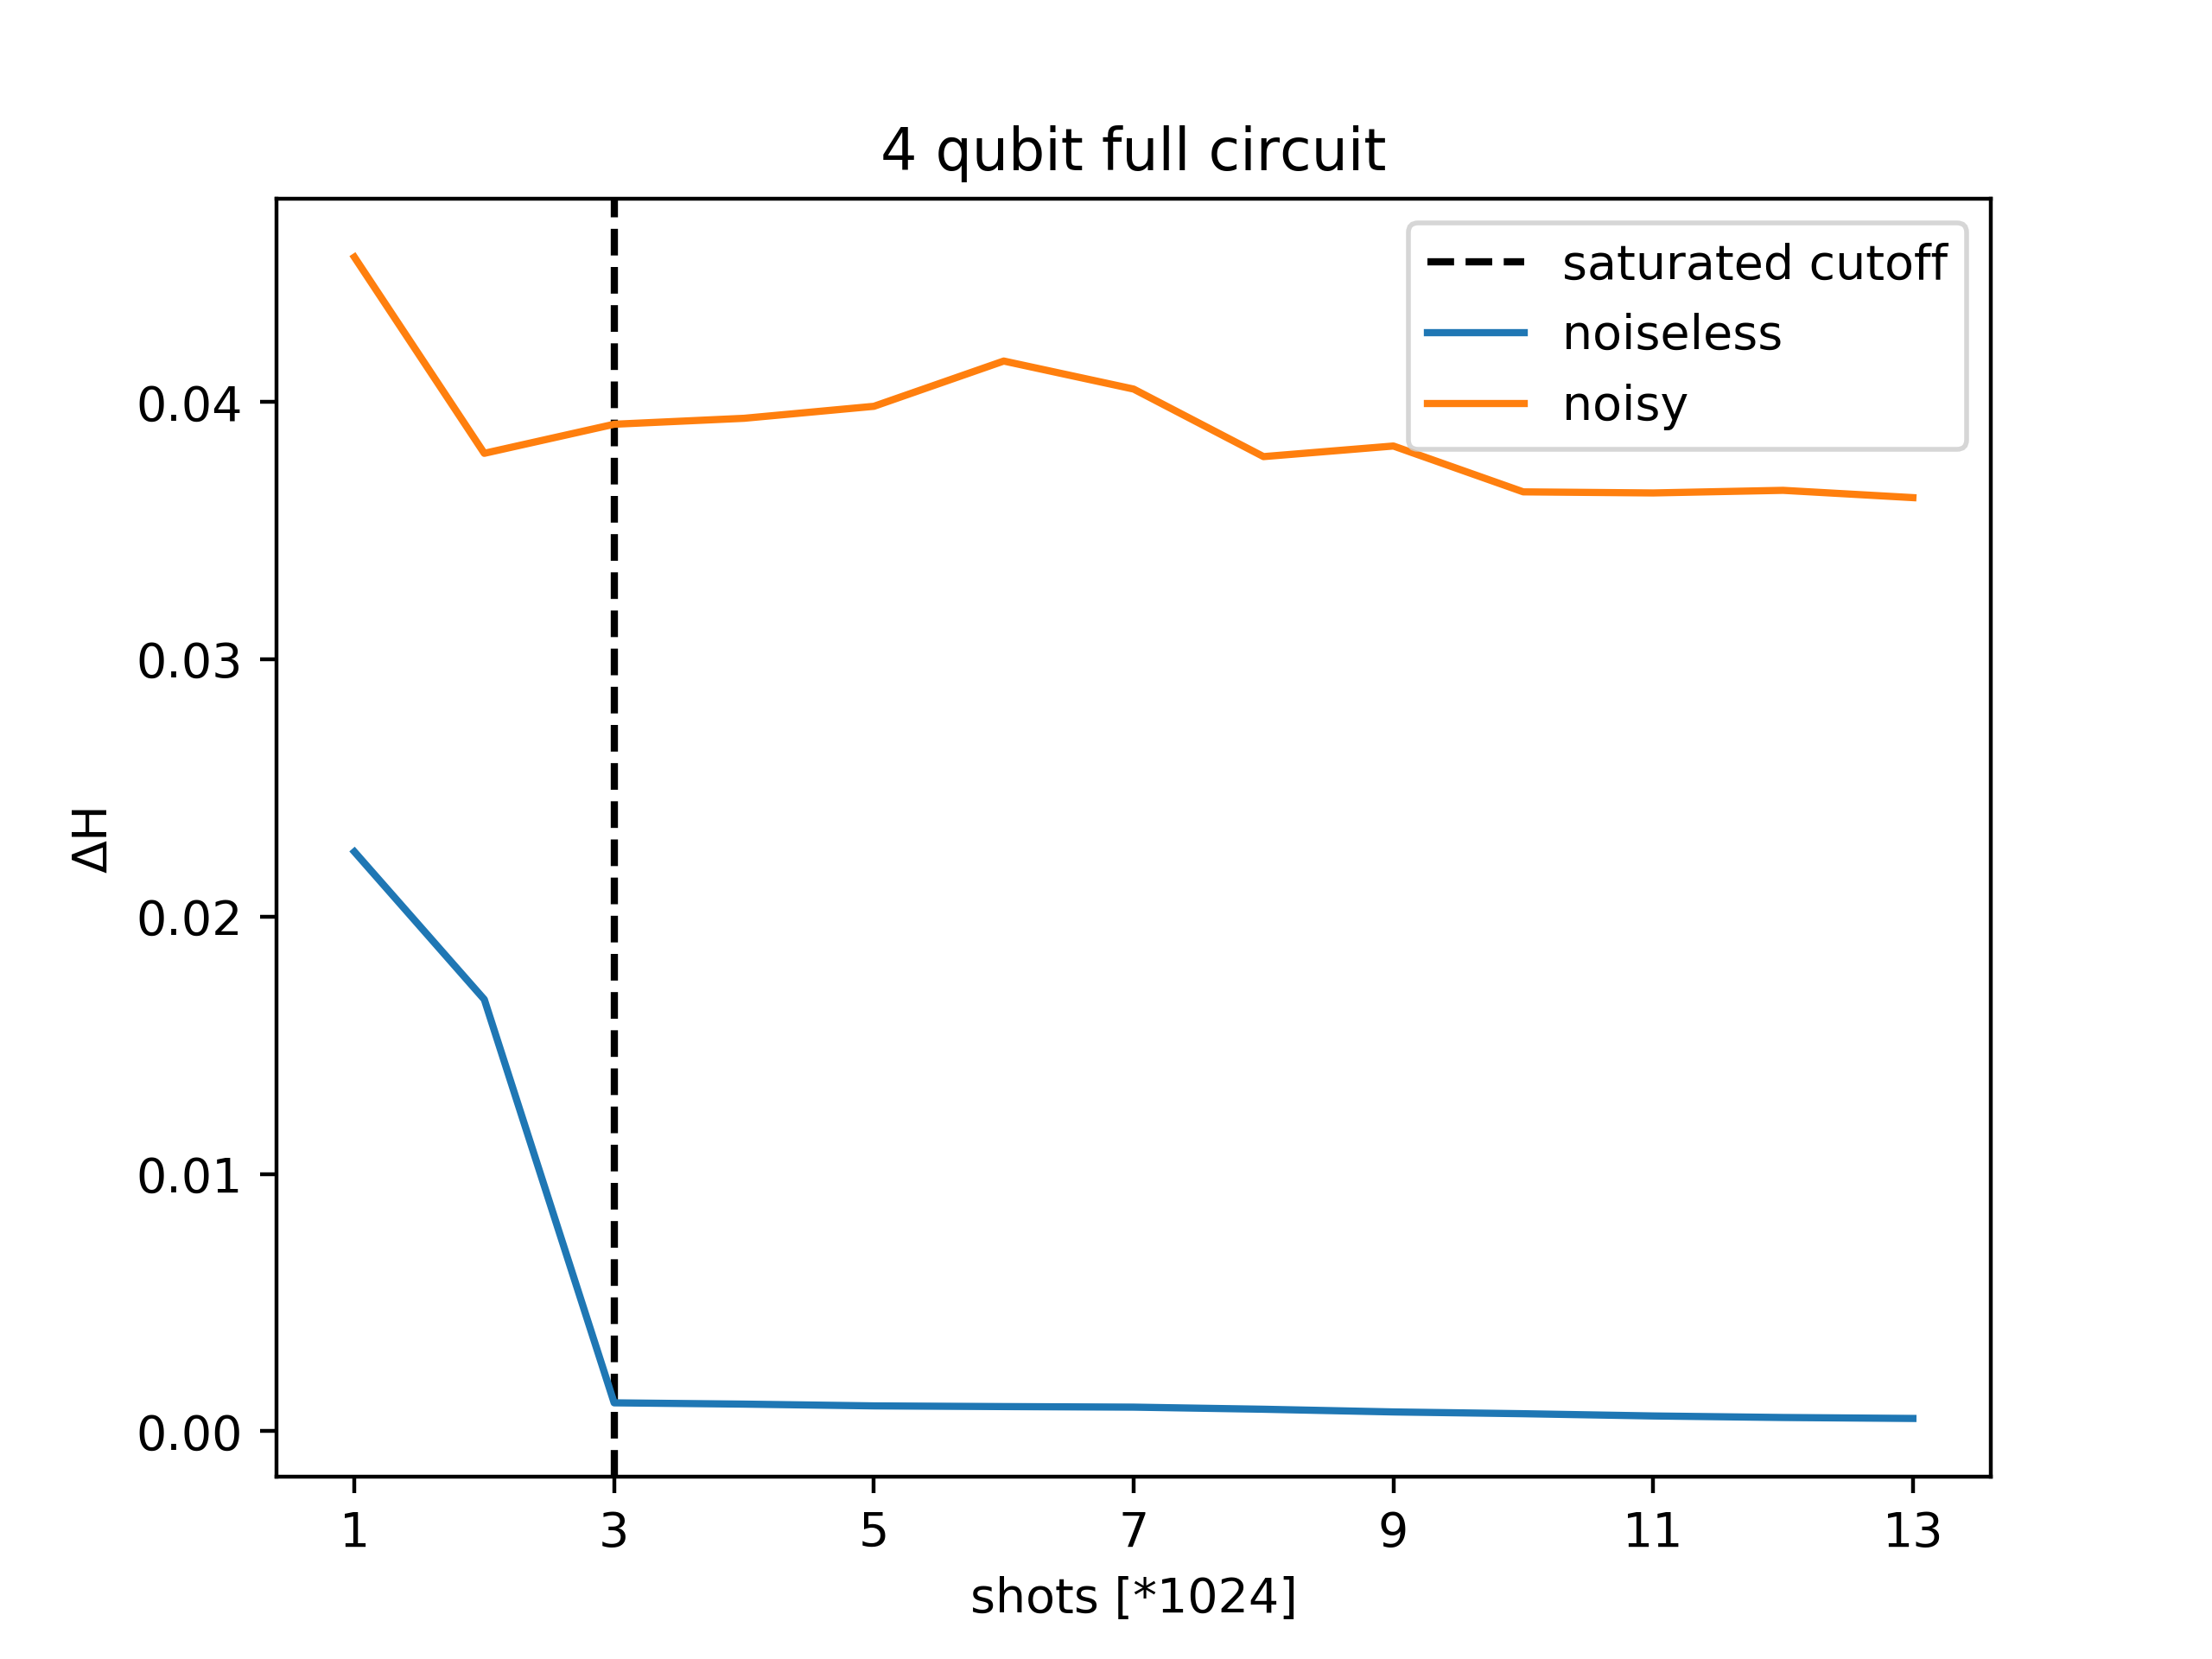 4 qubit full circuit
saturated cutoff
noiseless
noisy
0.04
0.03
0.02
0.01
0.00
ΔH
1 3 5 7 9 11 13
shots [*1024]